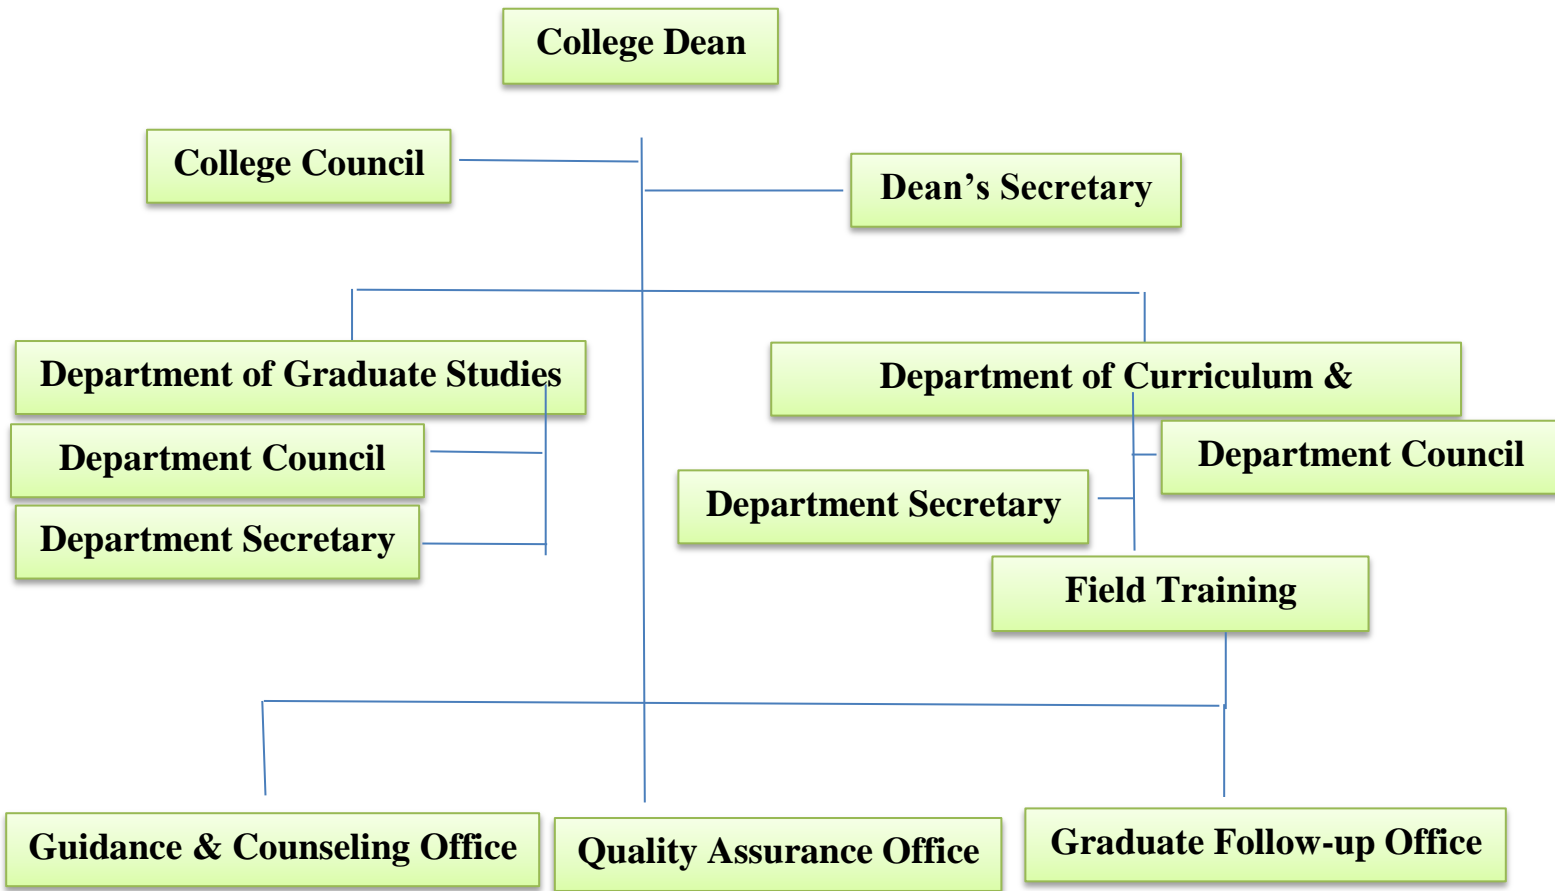 College Dean
College Council
Dean’s Secretary
Department of Graduate Studies
Department of Curriculum &
Department Council
Department Council
Department Secretary
Department Secretary
Field Training
Guidance & Counseling Office
Quality Assurance Office
Graduate Follow-up Office